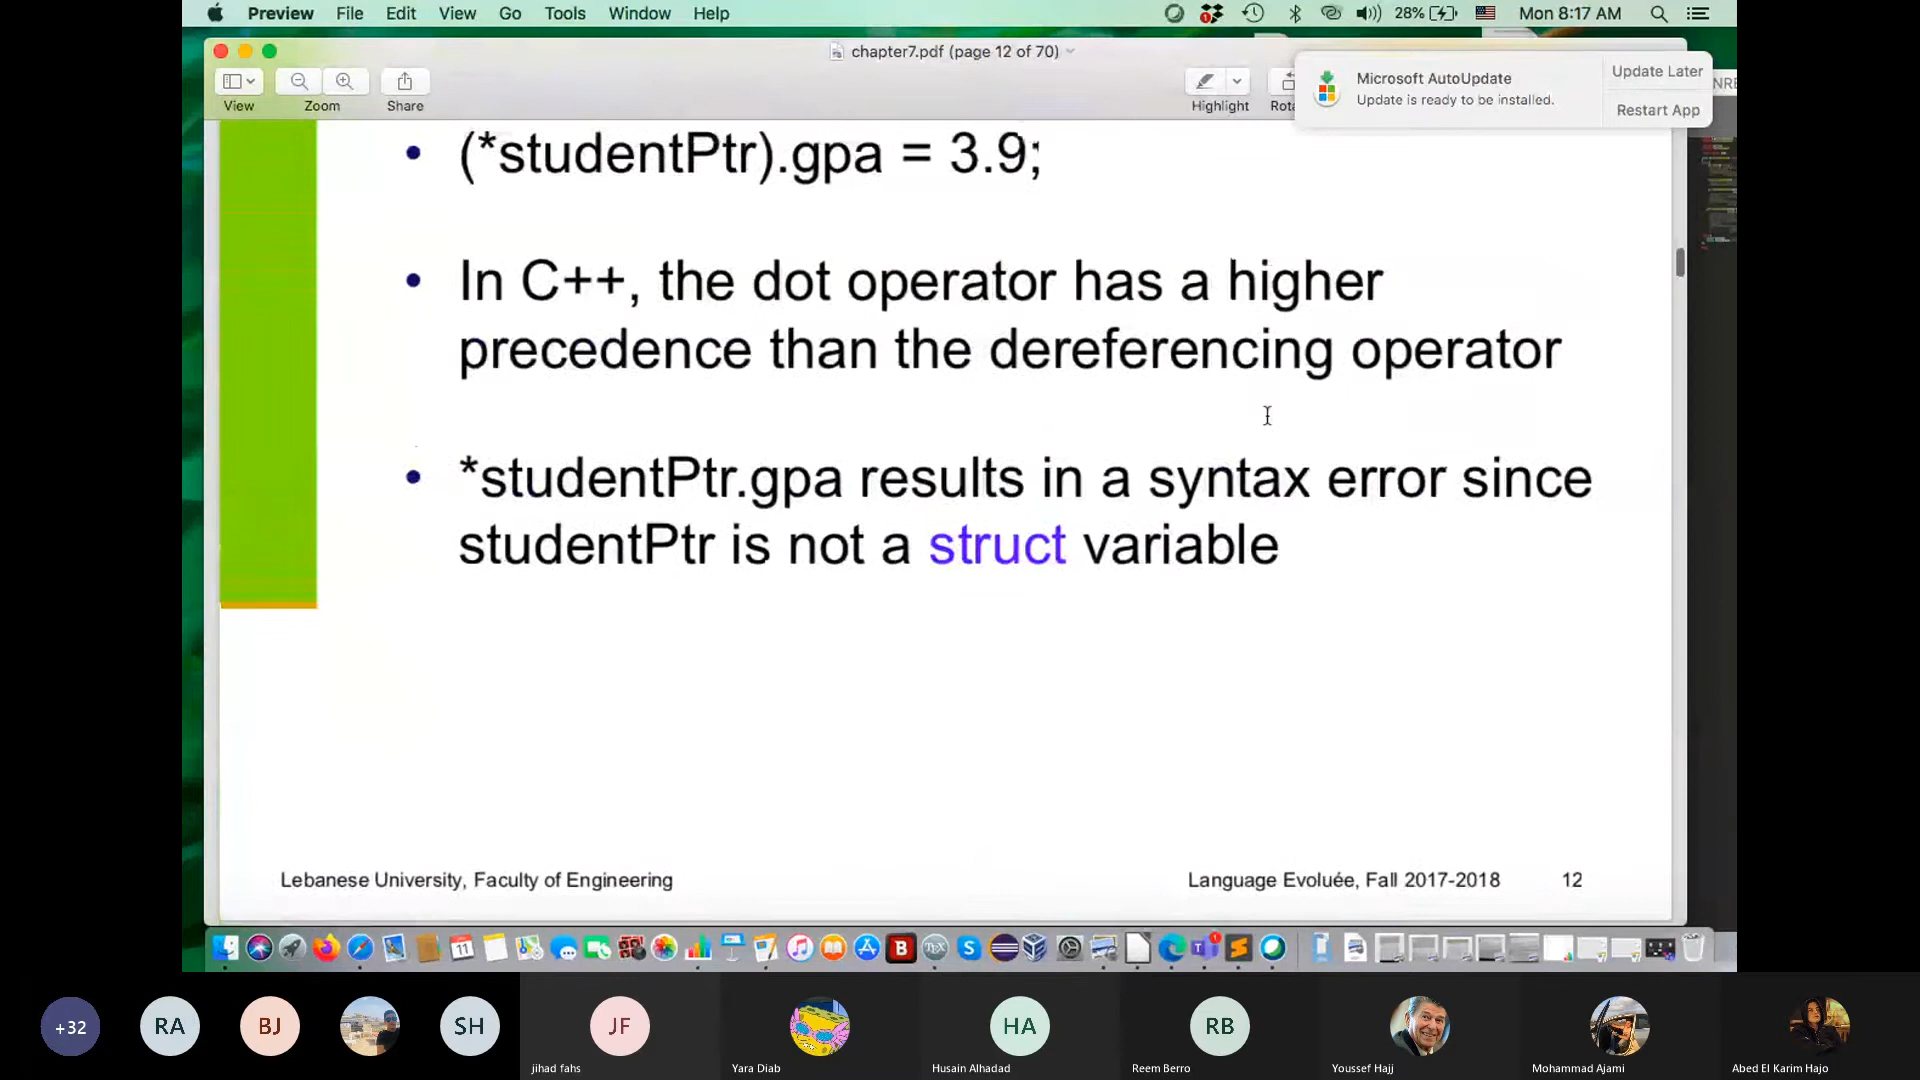 Preview File Edit View Go Tools Window Help
28% Mon 8:17 AM
chapter7.pdf (page 12 of 70)
View Zoom Share Highlight
Microsoft AutoUpdate
Update is ready to be installed.
Update Later
Restart App
• (*studentPtr).gpa = 3.9;
• In C++, the dot operator has a higher
precedence than the dereferencing operator
• *studentPtr.gpa results in a syntax error since
studentPtr is not a struct variable
Lebanese University, Faculty of Engineering
Language Evoluée, Fall 2017-2018 12
+32 RA BJ SH JF HA RB
jihad fahs Yara Diab Husain Alhadad Reem Berro Youssef Hajj Mohammad Ajami Abed El Karim Hajo